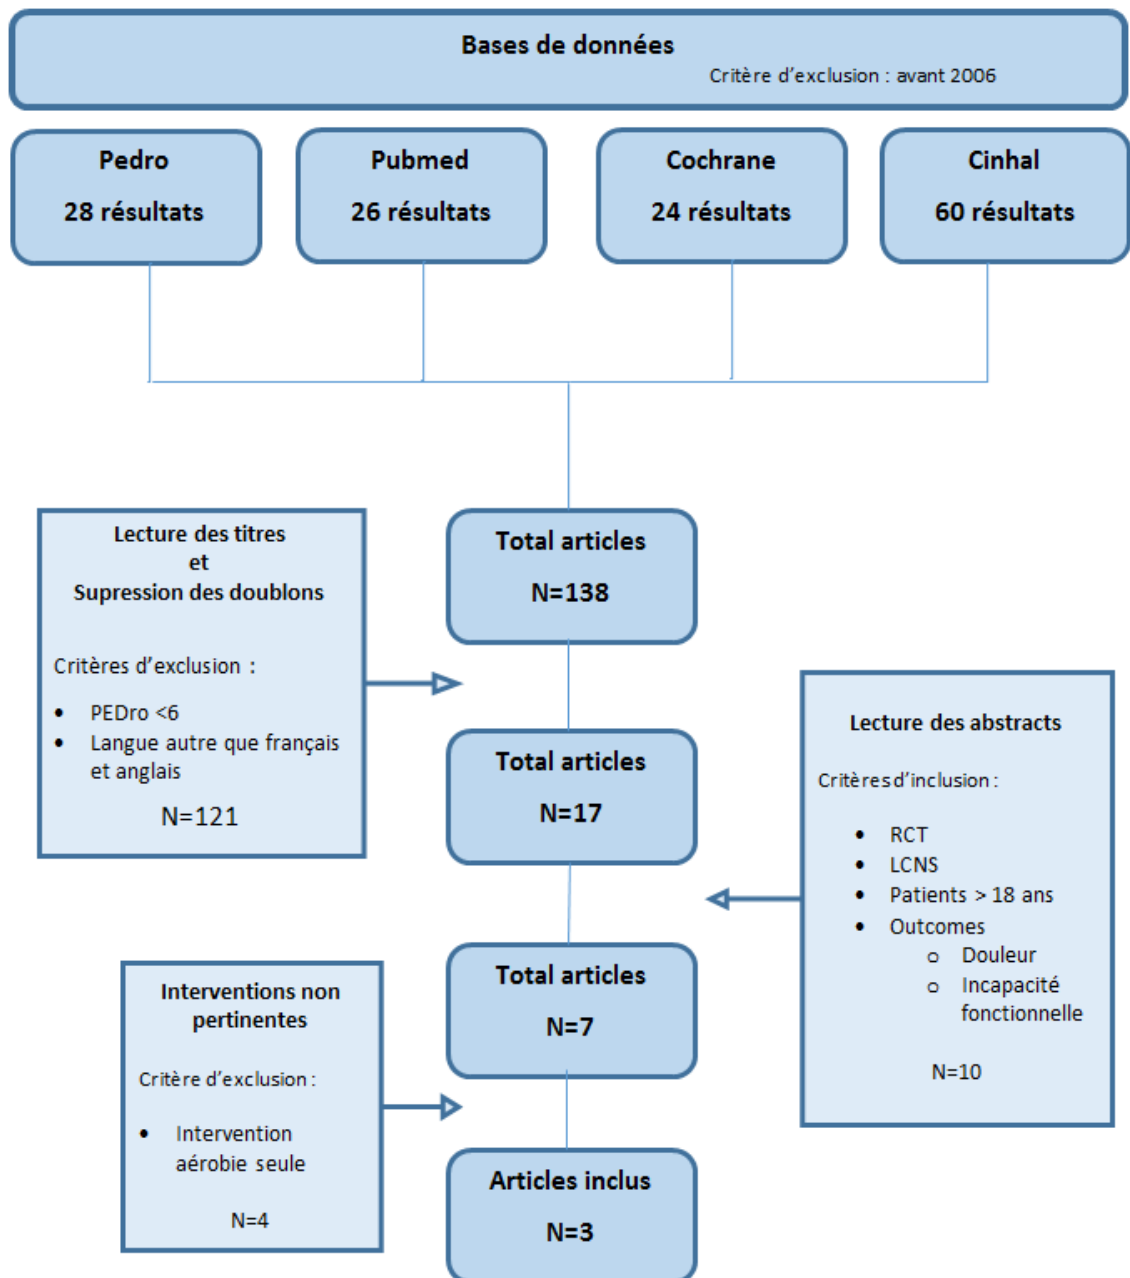 Bases de données
Critère d'exclusion : avant 2006
Pedro
28 résultats
Pubmed
26 résultats
Cochrane
24 résultats
Cinhal
60 résultats
Total articles
N=138
Lecture des titres
et
Supression des doublons
Critères d'exclusion :
• PEDro <6
• Langue autre que français
et anglais
N=121
Total articles
N=17
Lecture des abstracts
Critères d'inclusion :
• RCT
• LCNS
• Patients > 18 ans
• Outcomes
o Douleur
o Incapacité
fonctionnelle
N=10
Total articles
N=7
Interventions non
pertinentes
Critère d'exclusion :
• Intervention
aérobie seule
N=4
Articles inclus
N=3